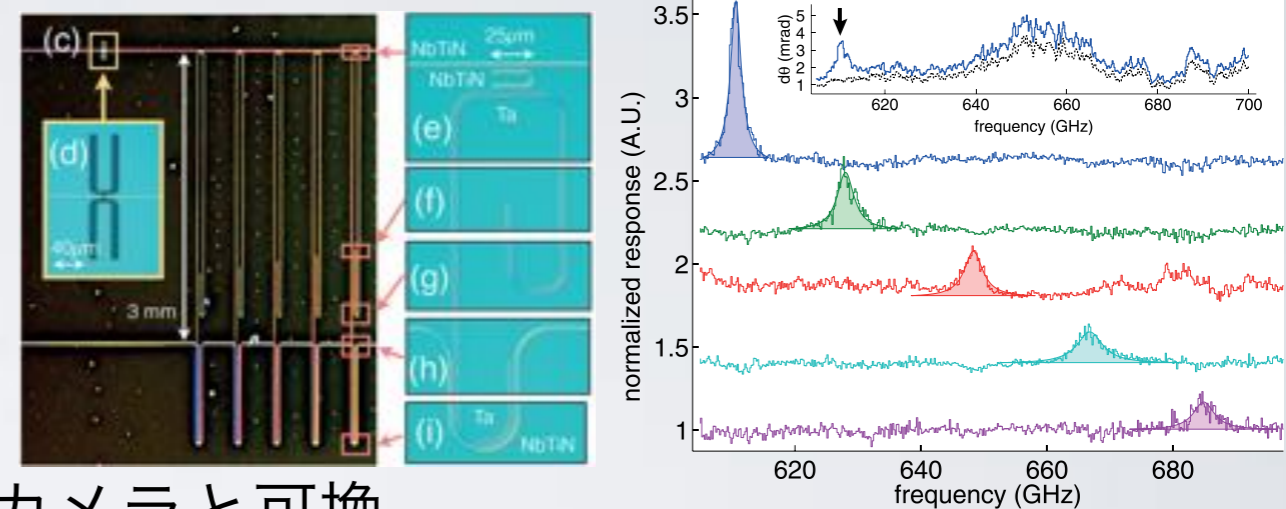 (c)
(d)
40μm
3 mm
NbTiN
25μm
NbTiN
Ta
(e)
(f)
(g)
(h)
(i)
Ta
NbTiN
normalized response (A.U.)
3.5
3
2.5
2
1.5
1
620
640
660
680
frequency (GHz)
dθ (mrad)
5
4
3
2
1
620
640
660
680
700
frequency (GHz)
カメラと可換